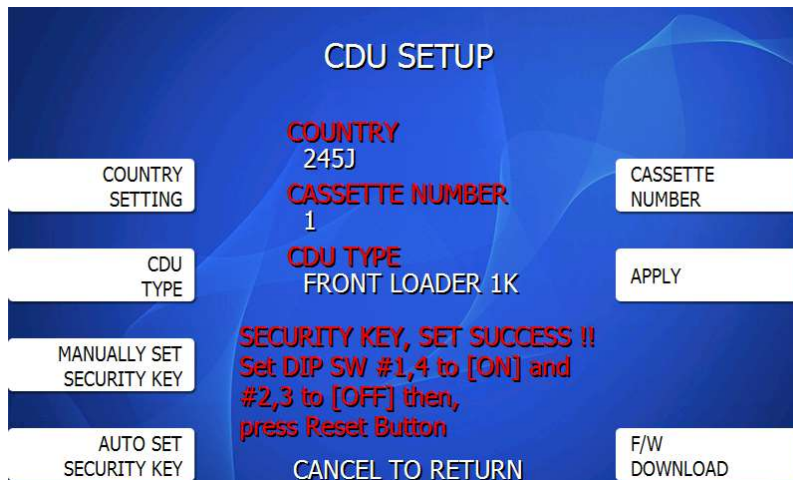 CDU SETUP
COUNTRY
245J
CASSETTE NUMBER
1
CDU TYPE
FRONT LOADER 1K
SECURITY KEY, SET SUCCESS !!
Set DIP SW #1,4 to [ON] and
#2,3 to [OFF] then,
press Reset Button
CANCEL TO RETURN
COUNTRY
SETTING
CDU
TYPE
MANUALLY SET
SECURITY KEY
AUTO SET
SECURITY KEY
CASSETTE
NUMBER
APPLY
F/W
DOWNLOAD